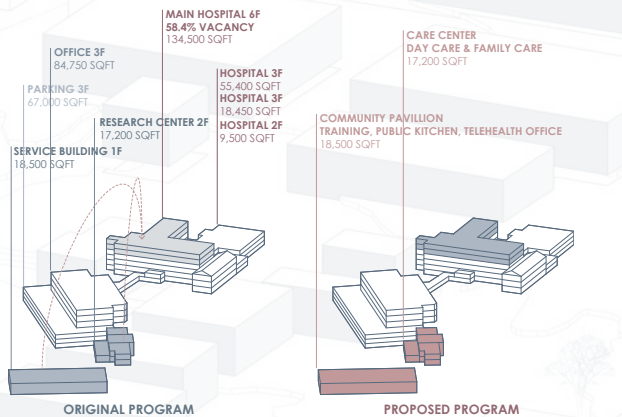 MAIN HOSPITAL 6F
58.4% VACANCY
134,500 SQFT
OFFICE 3F
84,750 SQFT
PARKING 3F
67,000 SQFT
HOSPITAL 3F
55,400 SQFT
HOSPITAL 3F
18,450 SQFT
HOSPITAL 2F
9,500 SQFT
RESEARCH CENTER 2F
17,200 SQFT
SERVICE BUILDING 1F
18,500 SQFT
ORIGINAL PROGRAM
CARE CENTER
DAY CARE & FAMILY CARE
17,200 SQFT
COMMUNITY PAVILLION
TRAINING, PUBLIC KITCHEN, TELEHEALTH OFFICE
18,500 SQFT
PROPOSED PROGRAM